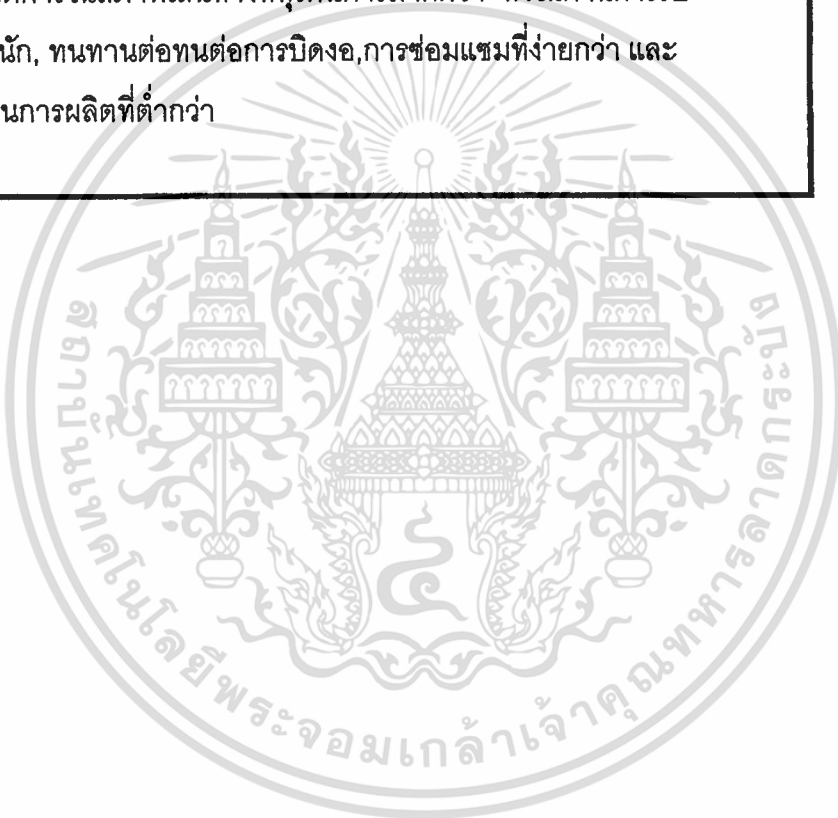 นัก, ทนทานต่อทนต่อการบิดงอ,การซ่อมแซมที่ง่ายกว่า และ
นการผลิตที่ต่ำกว่า
สถาบันเทคโนโลยีพระจอมเกล้าเจ้าคุณทหารลาดกระบัง